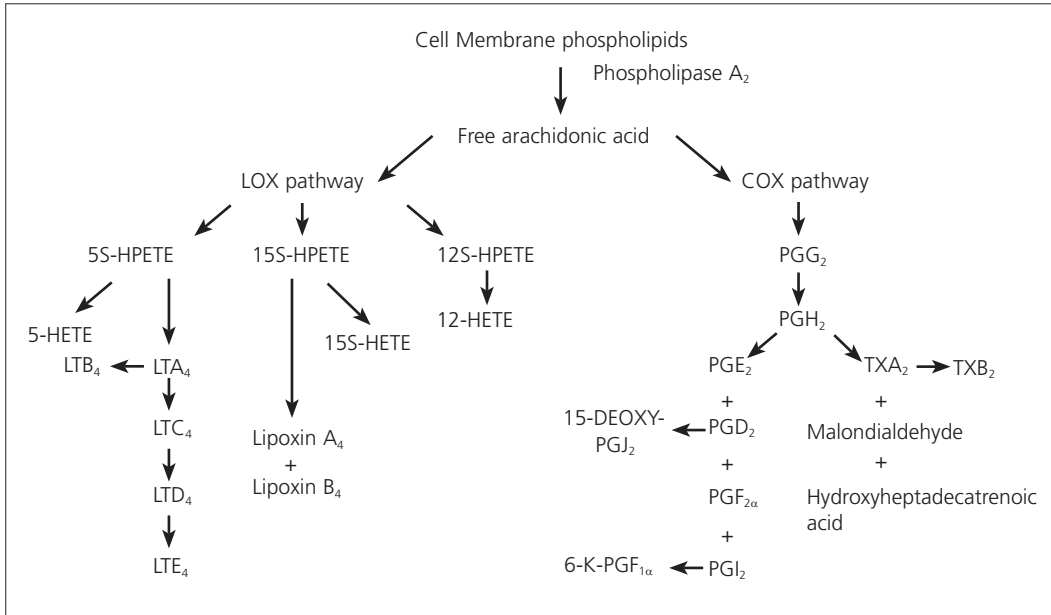 Cell Membrane phospholipids
Phospholipase A₂
Free arachidonic acid
LOX pathway
COX pathway
5S-HPETE
15S-HPETE
12S-HPETE
PGG₂
5-HETE
15S-HETE
12-HETE
PGH₂
LTB₄
LTA₄
PGE₂
TXA₂
TXB₂
+
+
LTC₄
Lipoxin A₄
+
Lipoxin B₄
15-DEOXY-
PGJ₂
PGD₂
Malondialdehyde
+
+
LTD₄
PGF₂α
Hydroxyheptadecatrenoic
acid
+
LTE₄
6-K-PGF₁α
PGI₂